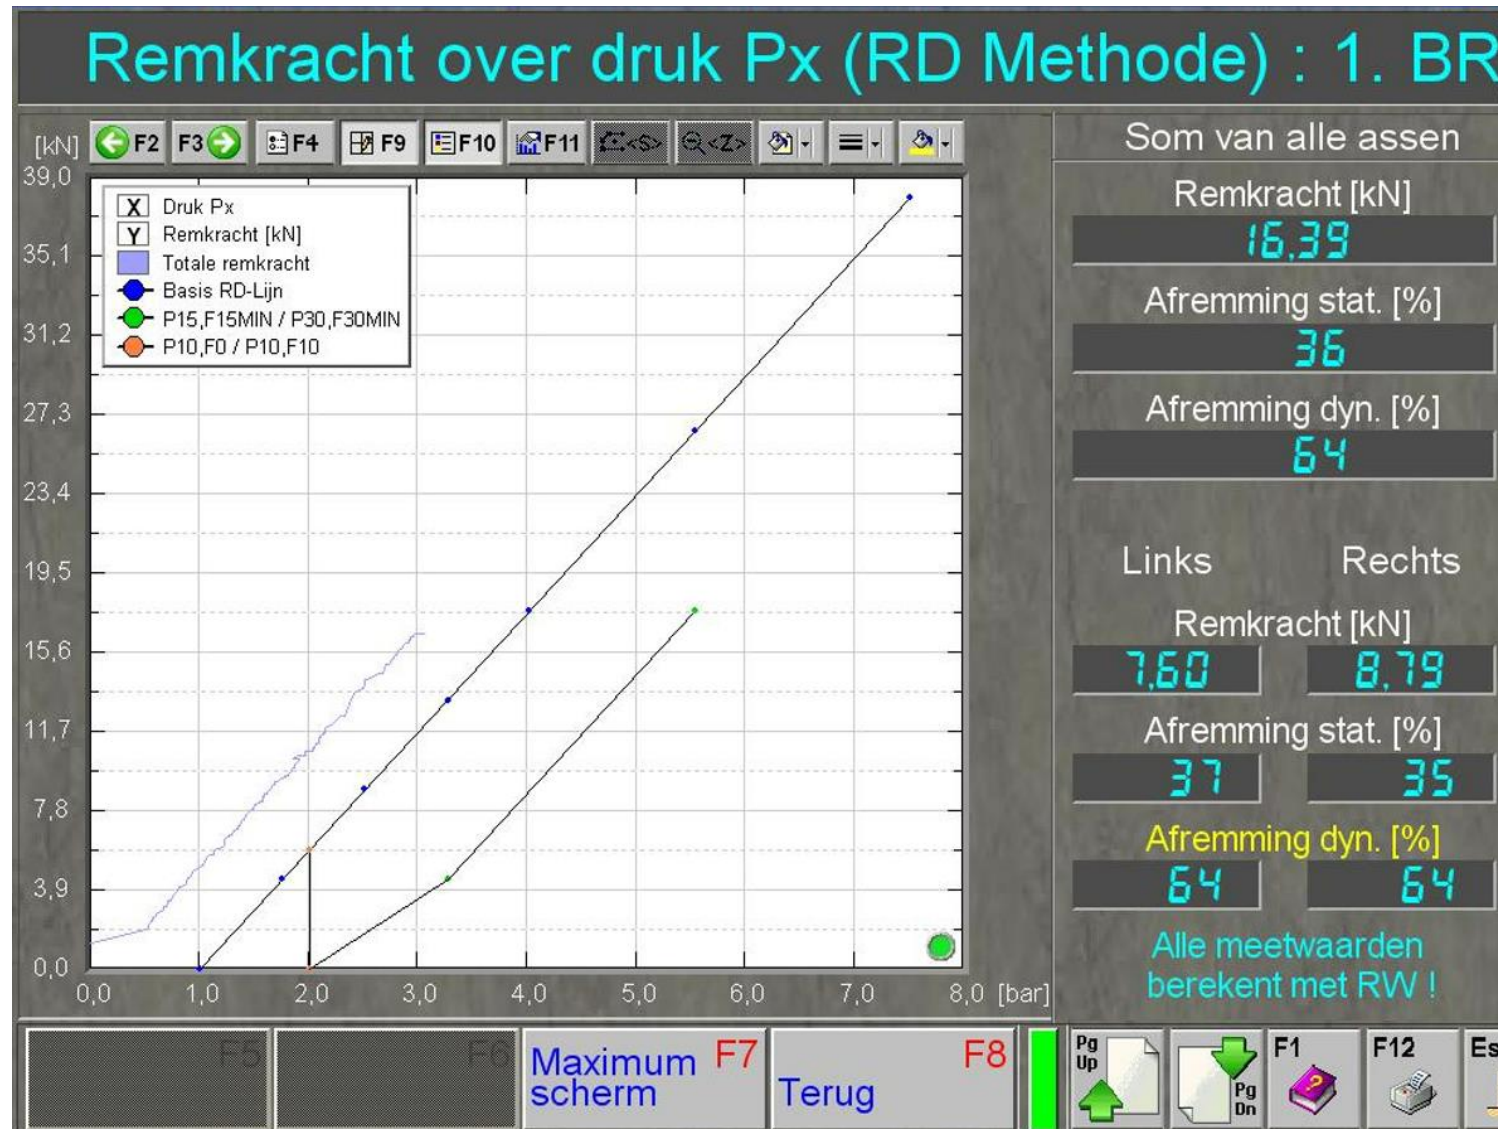 Remkracht over druk Px (RD Methode) : 1. BR
[kN]
F2 F3 F4 F9 F10 F11 <S> <Z>
39,0
35,1
31,2
27,3
23,4
19,5
15,6
11,7
7,8
3,9
0,0
X Druk Px
Y Remkracht [kN]
Totale remkracht
Basis RD-Lijn
P15,F15MIN / P30,F30MIN
P10,F0 / P10,F10
0,0 1,0 2,0 3,0 4,0 5,0 6,0 7,0 8,0 [bar]
Som van alle assen
Remkracht [kN]
16,39
Afremming stat. [%]
36
Afremming dyn. [%]
64
Links Rechts
Remkracht [kN]
7,60 8,79
Afremming stat. [%]
37 35
Afremming dyn. [%]
64 64
Alle meetwaarden
berekent met RW !
F5 F6
Maximum F7
scherm
F8
Terug
Pg
Up
Pg
Dn
F1 F12 Es